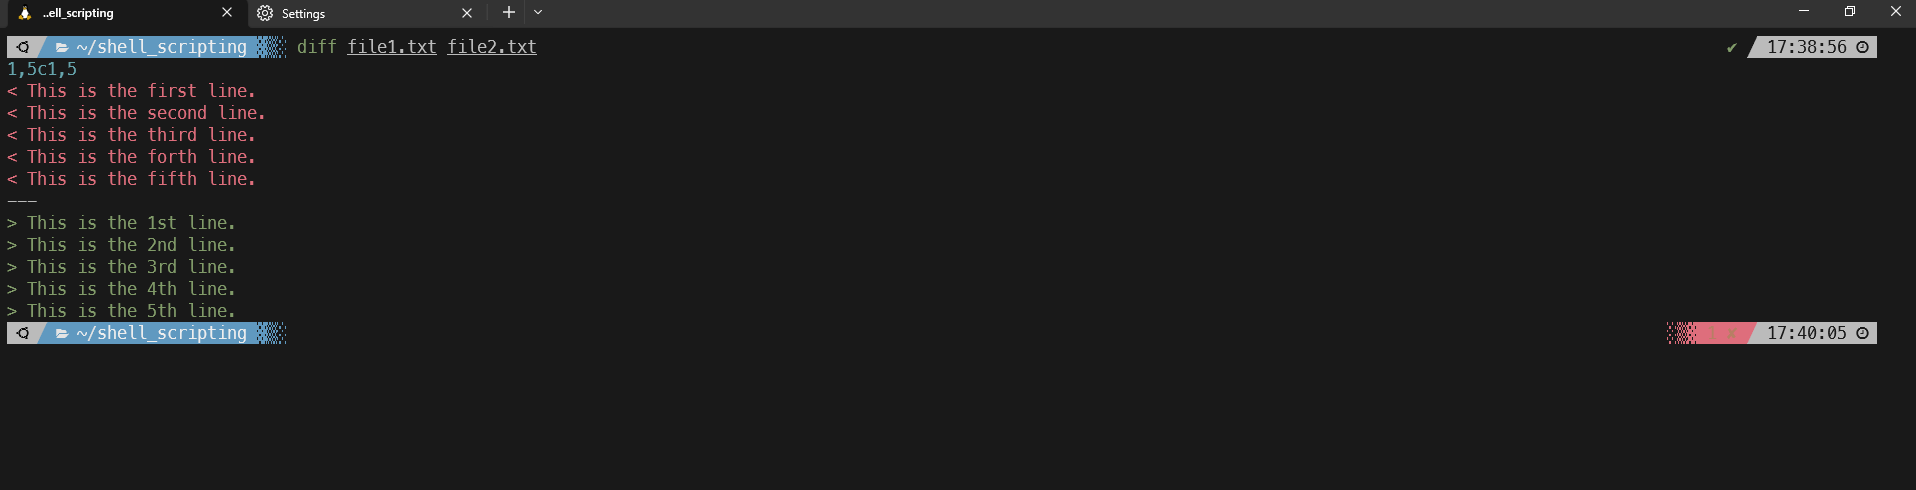 ..ell_scripting Settings
~/shell_scripting diff file1.txt file2.txt ✔ 17:38:56
1,5c1,5
< This is the first line.
< This is the second line.
< This is the third line.
< This is the forth line.
< This is the fifth line.
---
> This is the 1st line.
> This is the 2nd line.
> This is the 3rd line.
> This is the 4th line.
> This is the 5th line.
~/shell_scripting 1 ✘ 17:40:05